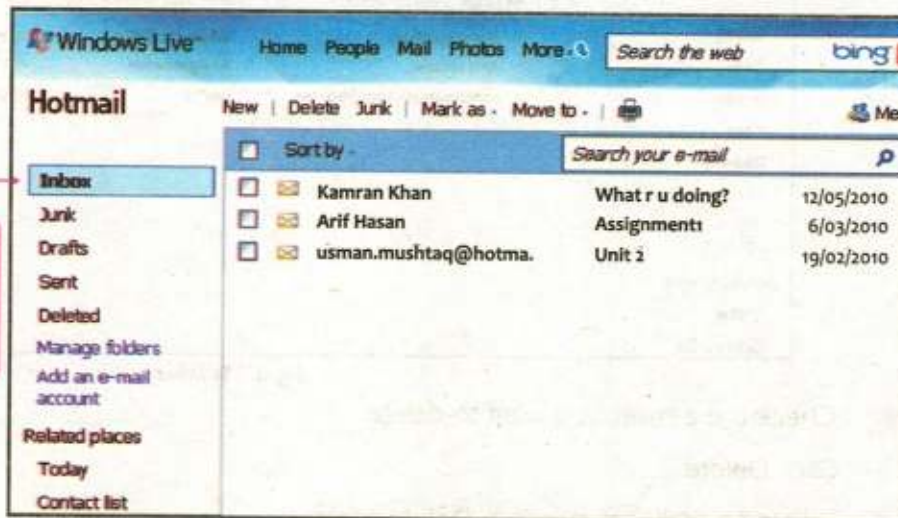 Windows Live™ Home People Mail Photos More Search the web bing
Hotmail New | Delete Junk | Mark as Move to | Me
Sort by Search your e-mail
Inbox
Kamran Khan What r u doing? 12/05/2010
Junk
Arif Hasan Assignment1 6/03/2010
Drafts
usman.mushtaq@hotma. Unit 2 19/02/2010
Sent
Deleted
Manage folders
Add an e-mail
account
Related places
Today
Contact list